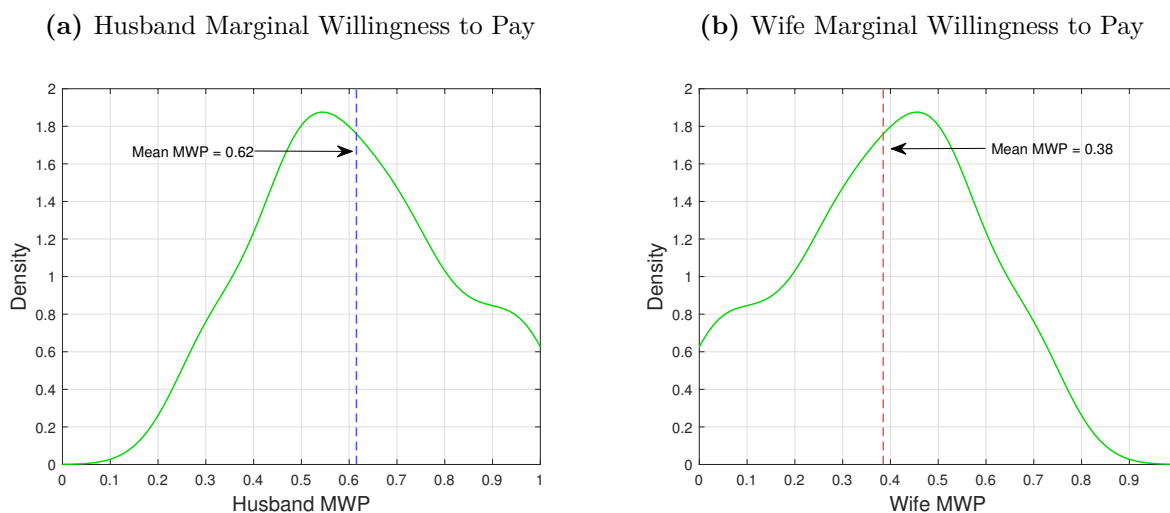 (a) Husband Marginal Willingness to Pay
2
1.8
1.6
1.4
1.2
1
0.8
0.6
0.4
0.2
0
Density
Mean MWP = 0.62
0 0.1 0.2 0.3 0.4 0.5 0.6 0.7 0.8 0.9 1
Husband MWP
(b) Wife Marginal Willingness to Pay
2
1.8
1.6
1.4
1.2
1
0.8
0.6
0.4
0.2
0
Density
Mean MWP = 0.38
0 0.1 0.2 0.3 0.4 0.5 0.6 0.7 0.8 0.9
Wife MWP